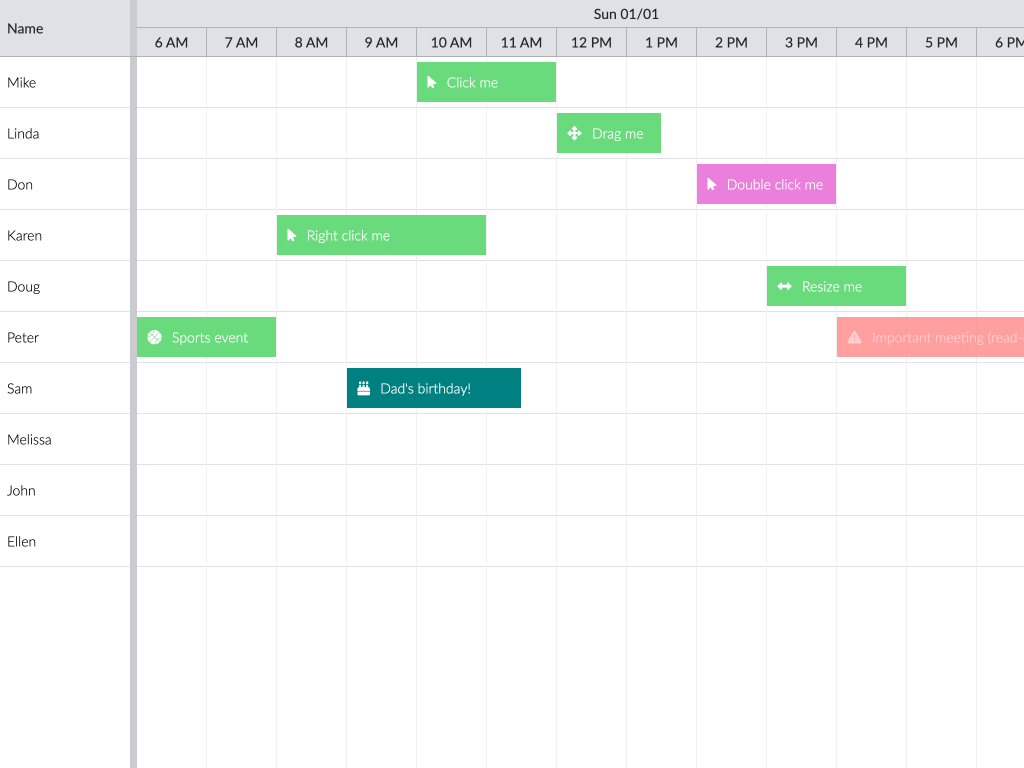 Name
Sun 01/01
6 AM 7 AM 8 AM 9 AM 10 AM 11 AM 12 PM 1 PM 2 PM 3 PM 4 PM 5 PM 6 PM
Mike Click me
Linda Drag me
Don Double click me
Karen Right click me
Doug Resize me
Peter Sports event Important meeting (read-
Sam Dad's birthday!
Melissa
John
Ellen